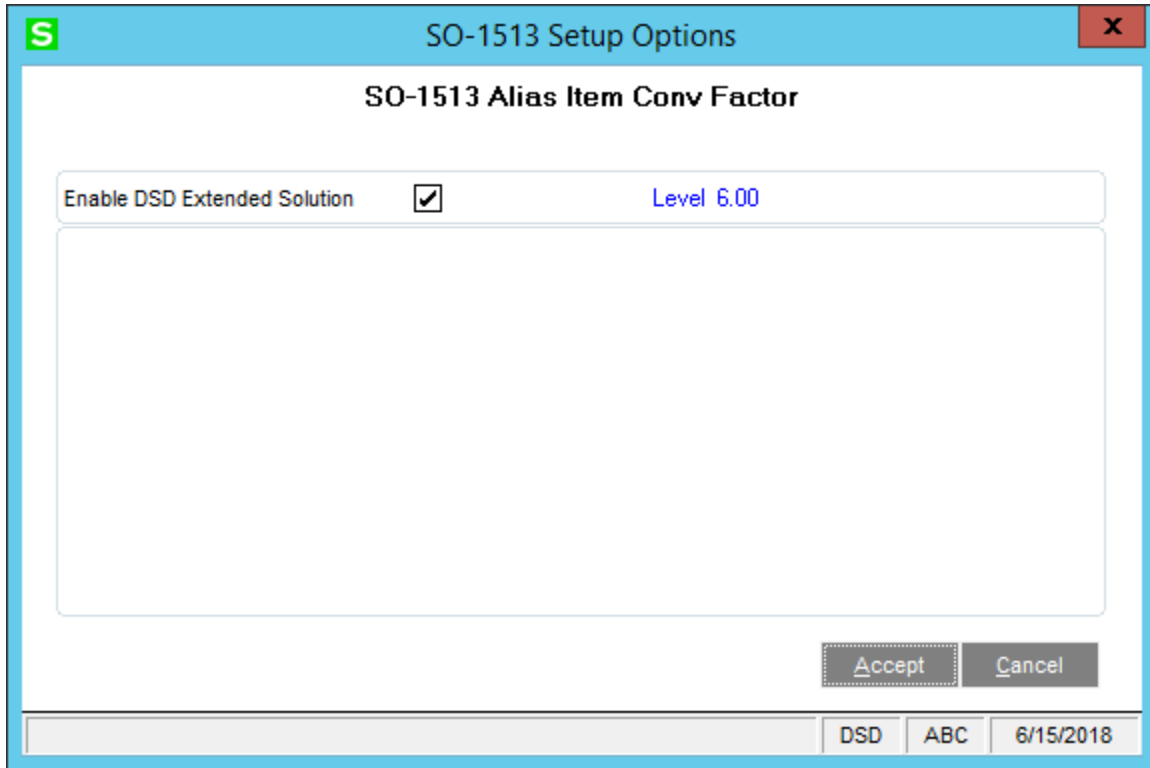 S
SO-1513 Setup Options
x
SO-1513 Alias Item Conv Factor
Enable DSD Extended Solution
Level 6.00
Accept
Cancel
DSD
ABC
6/15/2018